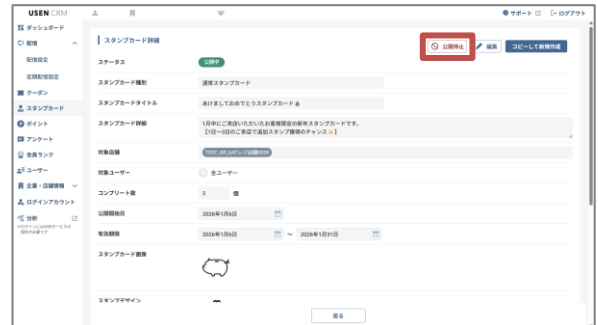 USEN CRM
サポート
ログアウト
ダッシュボード
配信
配信設定
定期配信設定
クーポン
スタンプカード
ポイント
アンケート
会員ランク
ユーザー
企業・店舗情報
ログインアカウント
分析
スタンプカード詳細
公開停止
編集
コピーして新規作成
ステータス
公開中
スタンプカード種別
通常スタンプカード
スタンプカードタイトル
あけましておめでとうスタンプカード🎍
スタンプカード詳細
1月中にご来店いただいたお客様限定の新年スタンプカードです。
【1日~3日のご来店で追加スタンプ獲得のチャンス✨】
対象店舗
対象ユーザー
全ユーザー
コンプリート数
3 個
公開開始日
2026年1月6日
有効期限
2026年1月6日 ~ 2026年1月31日
スタンプカード画像
スタンプデザイン
戻る